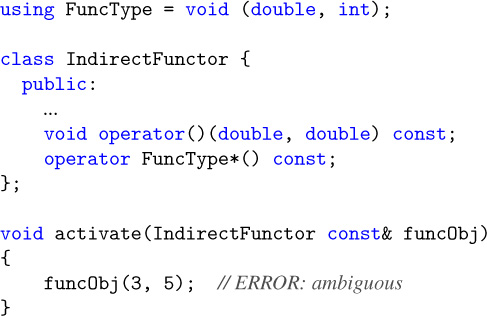 using FuncType = void (double, int);
class IndirectFunctor {
public:
...
void operator()(double, double) const;
operator FuncType*() const;
};
void activate(IndirectFunctor const& funcObj)
{
funcObj(3, 5); // ERROR: ambiguous
}